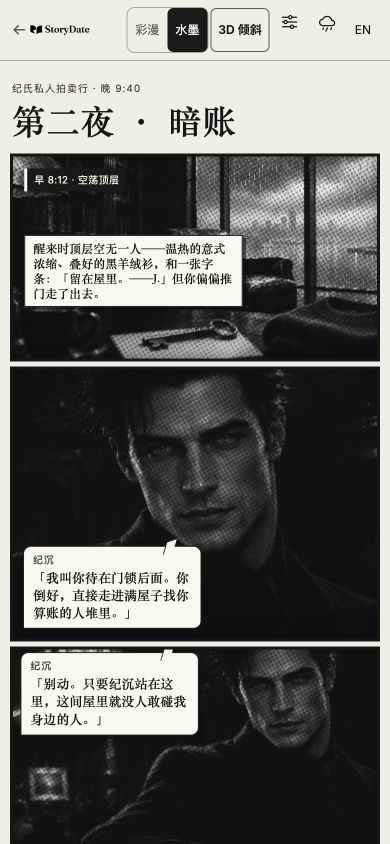 StoryDate
彩漫
水墨
3D 倾斜
EN
纪氏私人拍卖行 · 晚 9:40
第二夜 · 暗账
早 8:12 · 空荡顶层
醒来时顶层空无一人——温热的意式
浓缩、叠好的黑羊绒衫，和一张字
条：「留在屋里。——J.」但你偏偏推
门走了出去。
纪沉
「我叫你待在门锁后面。你
倒好，直接走进满屋子找你
算账的人堆里。」
纪沉
「别动。只要纪沉站在这
里，这间屋里就没人敢碰我
身边的人。」